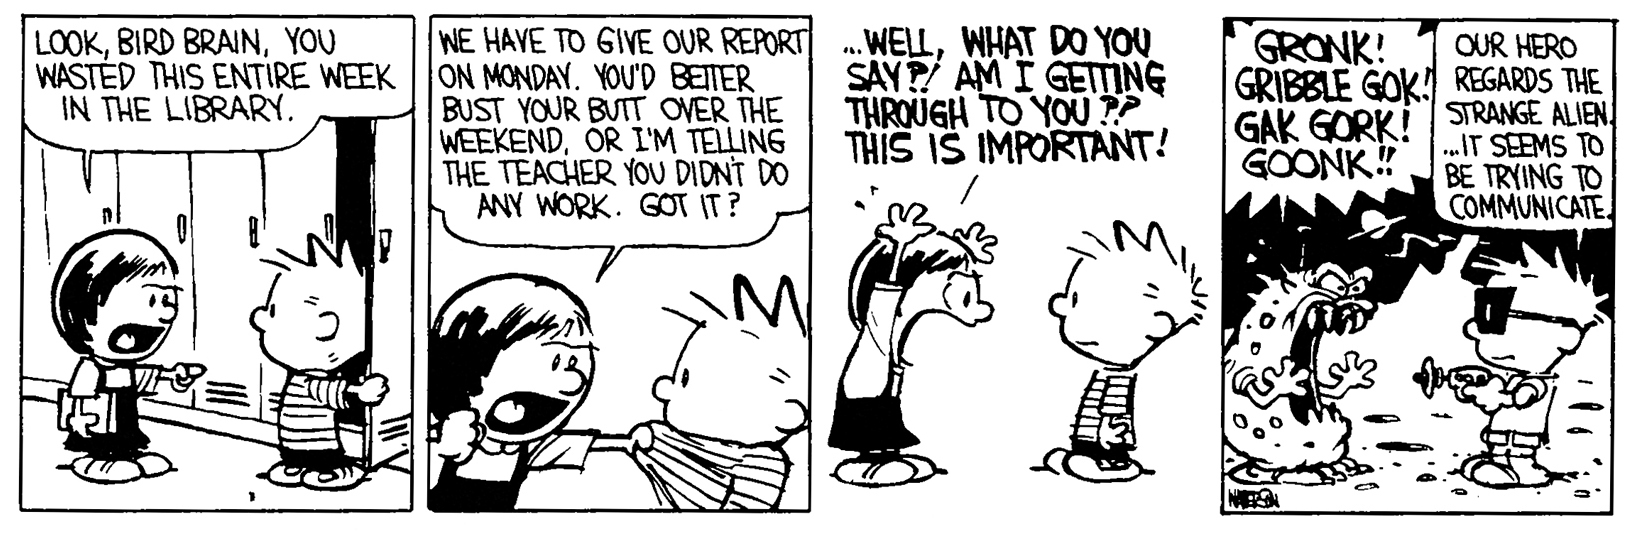 LOOK, BIRD BRAIN, YOU
WASTED THIS ENTIRE WEEK
IN THE LIBRARY.
WE HAVE TO GIVE OUR REPORT
ON MONDAY. YOU'D BETTER
BUST YOUR BUTT OVER THE
WEEKEND, OR I'M TELLING
THE TEACHER YOU DIDN'T DO
ANY WORK. GOT IT?
...WELL, WHAT DO YOU
SAY?! AM I GETTING
THROUGH TO YOU??
THIS IS IMPORTANT!
GRONK!
GRIBBLE GOK!
GAK GORK!
GOONK!!
OUR HERO
REGARDS THE
STRANGE ALIEN.
...IT SEEMS TO
BE TRYING TO
COMMUNICATE.
WATTERSON